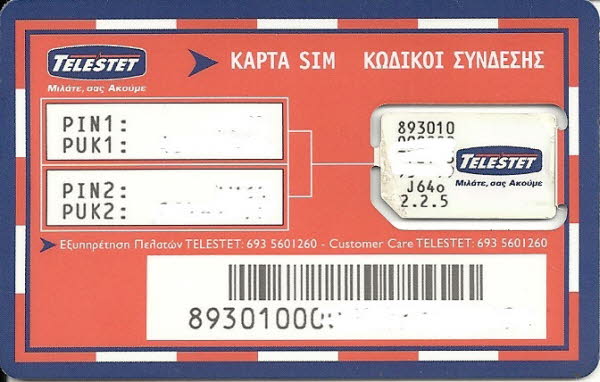 TELESTET
Μιλάτε, σας Ακούμε
ΚΑΡΤΑ SIM ΚΩΔΙΚΟΙ ΣΥΝΔΕΣΗΣ
PIN1:
PUK1:
PIN2:
PUK2:
893010
TELESTET
Μιλάτε, σας Ακούμε
J64o
2.2.5
Εξυπηρέτηση Πελατών TELESTET: 693 5601260 - Customer Care TELESTET: 693 5601260
89301000